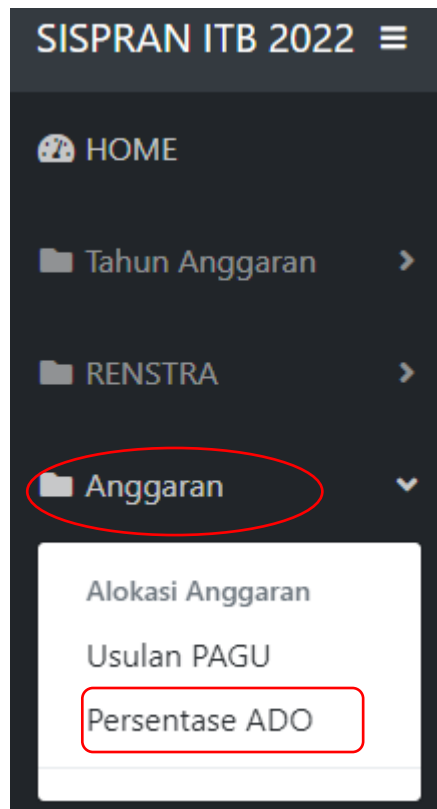 SISPRAN ITB 2022
HOME
Tahun Anggaran
RENSTRA
Anggaran
Alokasi Anggaran
Usulan PAGU
Persentase ADO